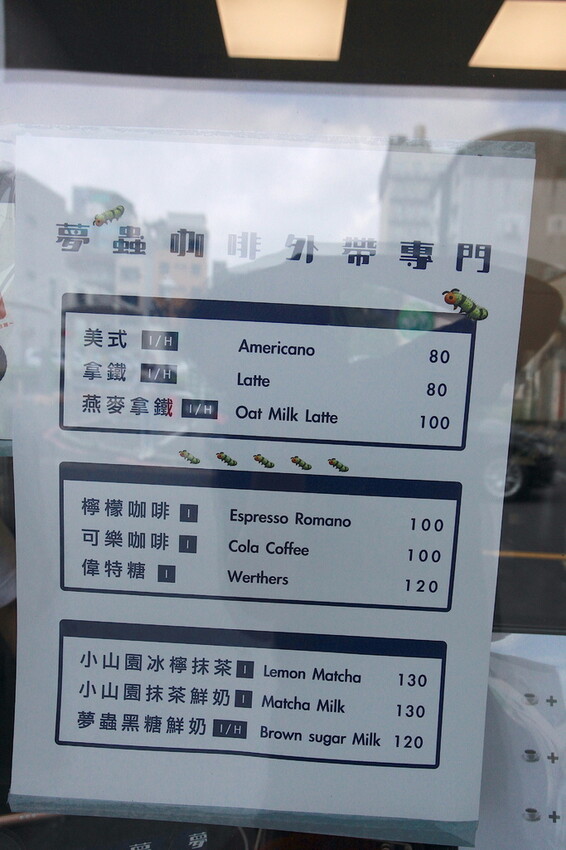 夢蟲咖啡外帶專門
美式 I/H Americano 80
拿鐵 I/H Latte 80
燕麥拿鐵 I/H Oat Milk Latte 100
檸檬咖啡 I Espresso Romano 100
可樂咖啡 I Cola Coffee 100
偉特糖 I Werthers 120
小山園冰檸抹茶 I Lemon Matcha 130
小山園抹茶鮮奶 I Matcha Milk 130
夢蟲黑糖鮮奶 I/H Brown sugar Milk 120